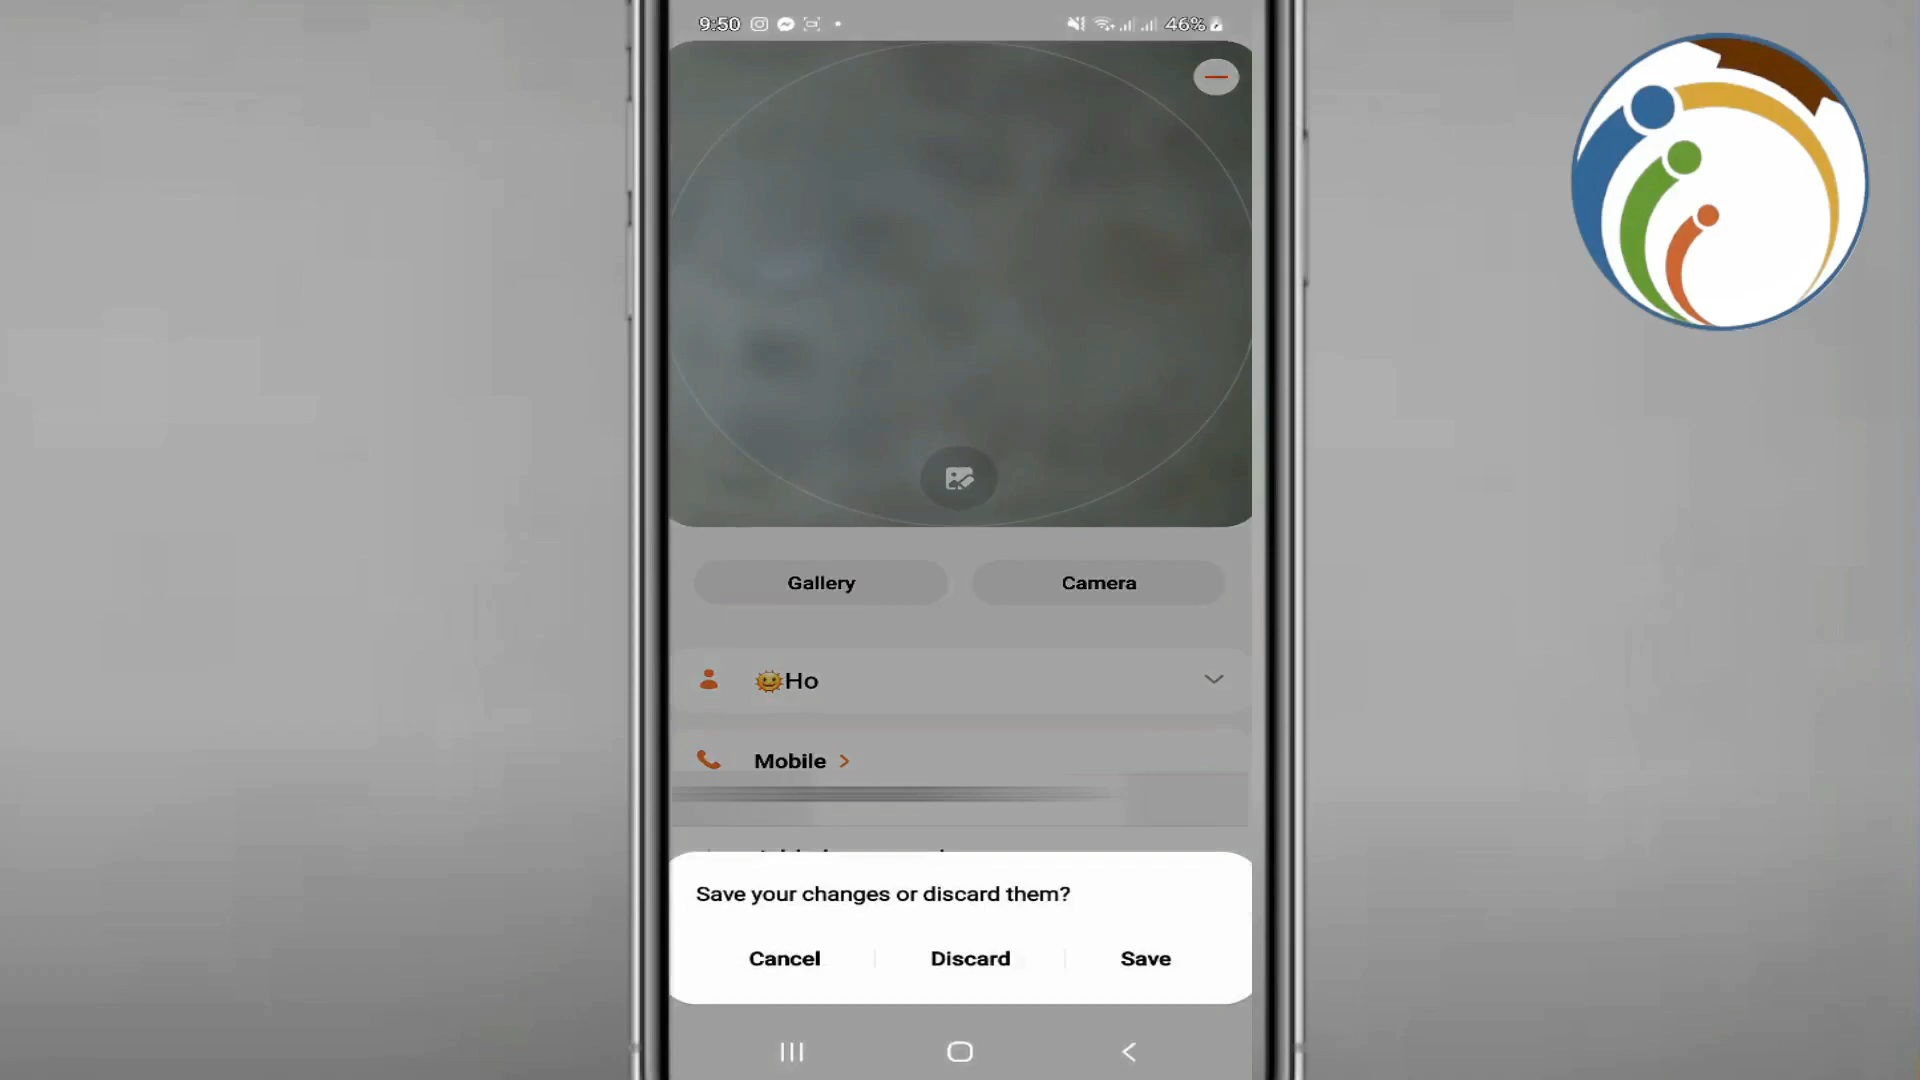 9:50 46%
Gallery Camera
🌞Ho
Mobile >
Save your changes or discard them?
Cancel Discard Save